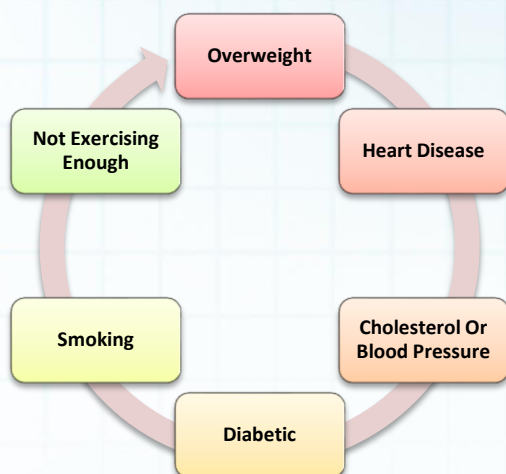 Overweight
Heart Disease
Cholesterol Or
Blood Pressure
Diabetic
Smoking
Not Exercising
Enough